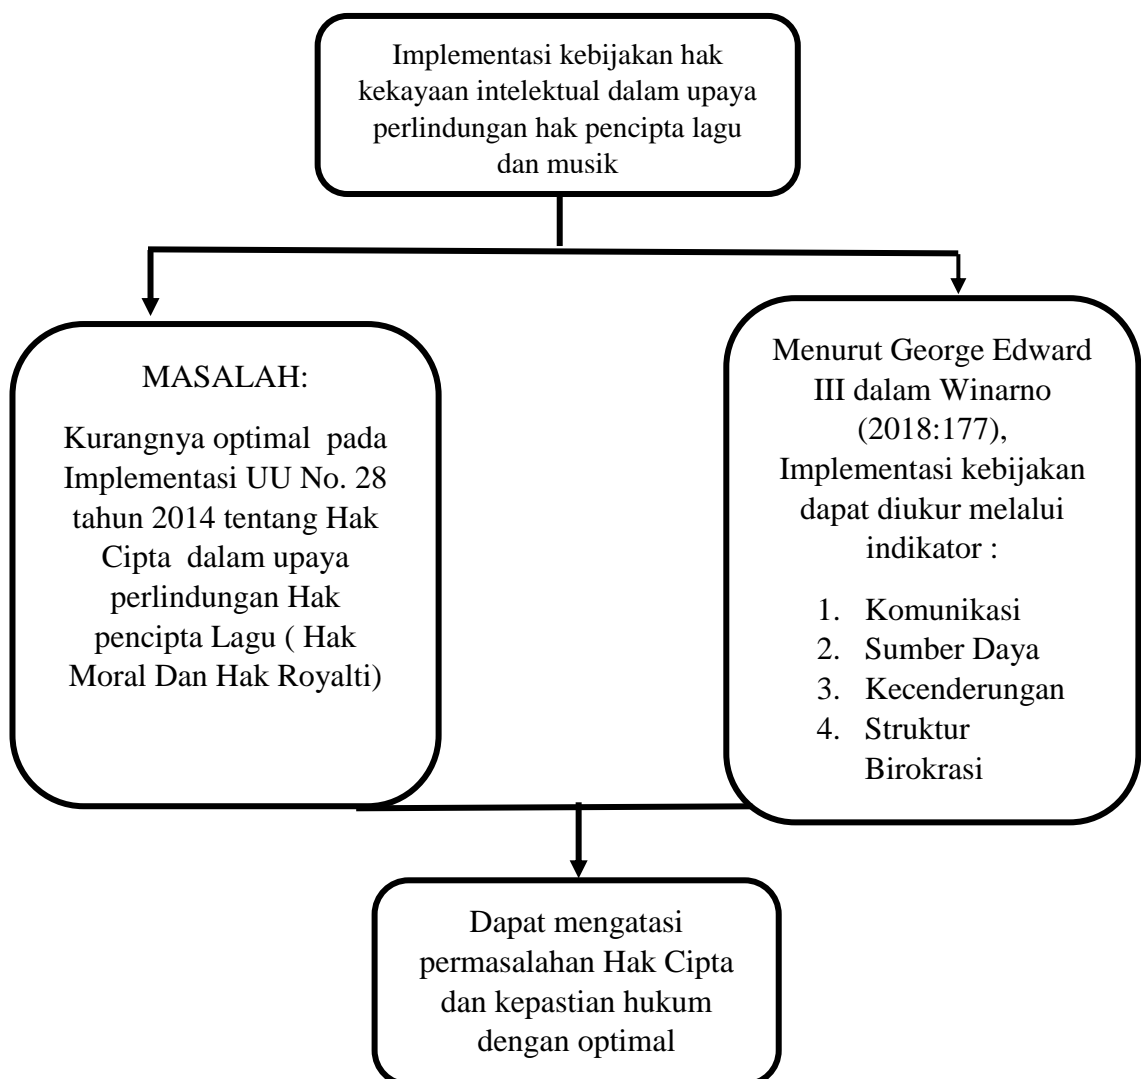 Implementasi kebijakan hak
kekayaan intelektual dalam upaya
perlindungan hak pencipta lagu
dan musik
MASALAH:
Kurangnya optimal pada
Implementasi UU No. 28
tahun 2014 tentang Hak
Cipta dalam upaya
perlindungan Hak
pencipta Lagu ( Hak
Moral Dan Hak Royalti)
Menurut George Edward
III dalam Winarno
(2018:177),
Implementasi kebijakan
dapat diukur melalui
indikator :
1. Komunikasi
2. Sumber Daya
3. Kecenderungan
4. Struktur
Birokrasi
Dapat mengatasi
permasalahan Hak Cipta
dan kepastian hukum
dengan optimal